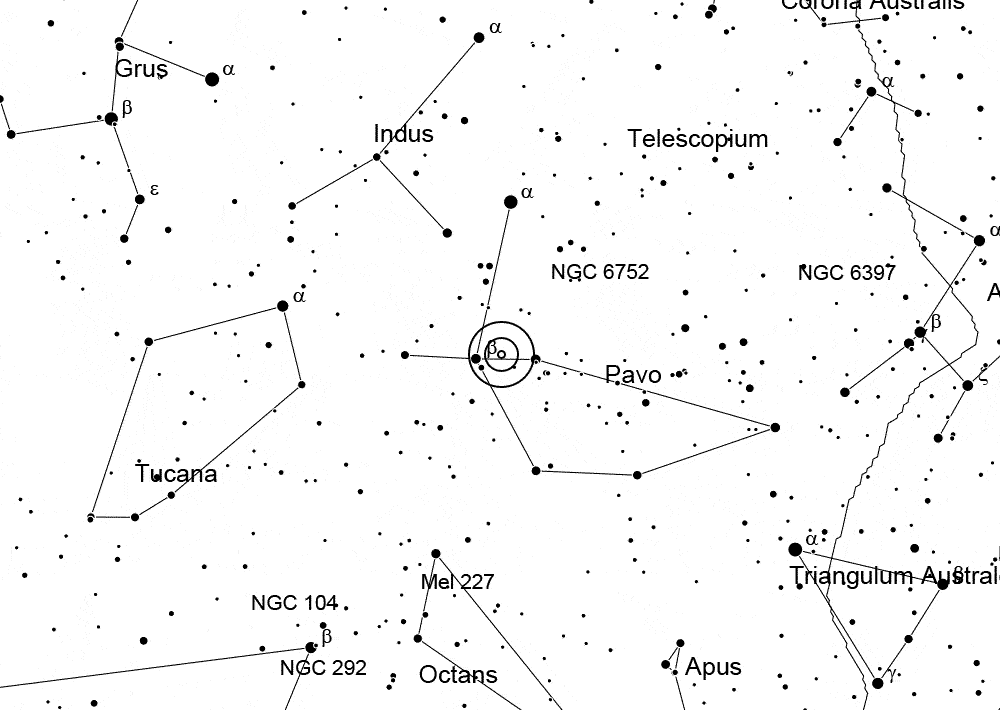 Corona Australis
α
Grus
α
α
β
Indus
Telescopium
ε
α
α
NGC 6752
NGC 6397
A
α
β
β
Pavo
ζ
Tucana
α
Mel 227
Triangulum Austral
β
NGC 104
β
NGC 292
Octans
Apus
γ